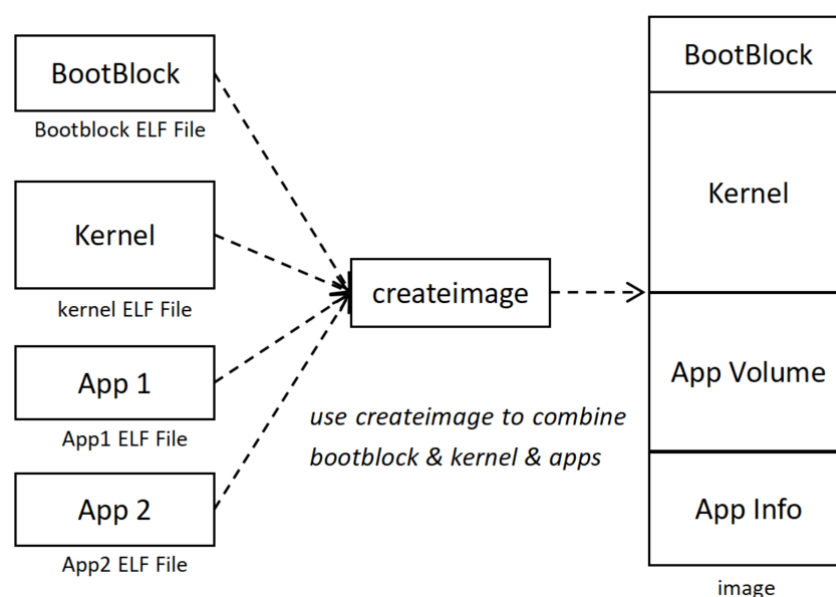 BootBlock
Bootblock ELF File
Kernel
kernel ELF File
App 1
App1 ELF File
App 2
App2 ELF File
createimage
use createimage to combine
bootblock & kernel & apps
BootBlock
Kernel
App Volume
App Info
image